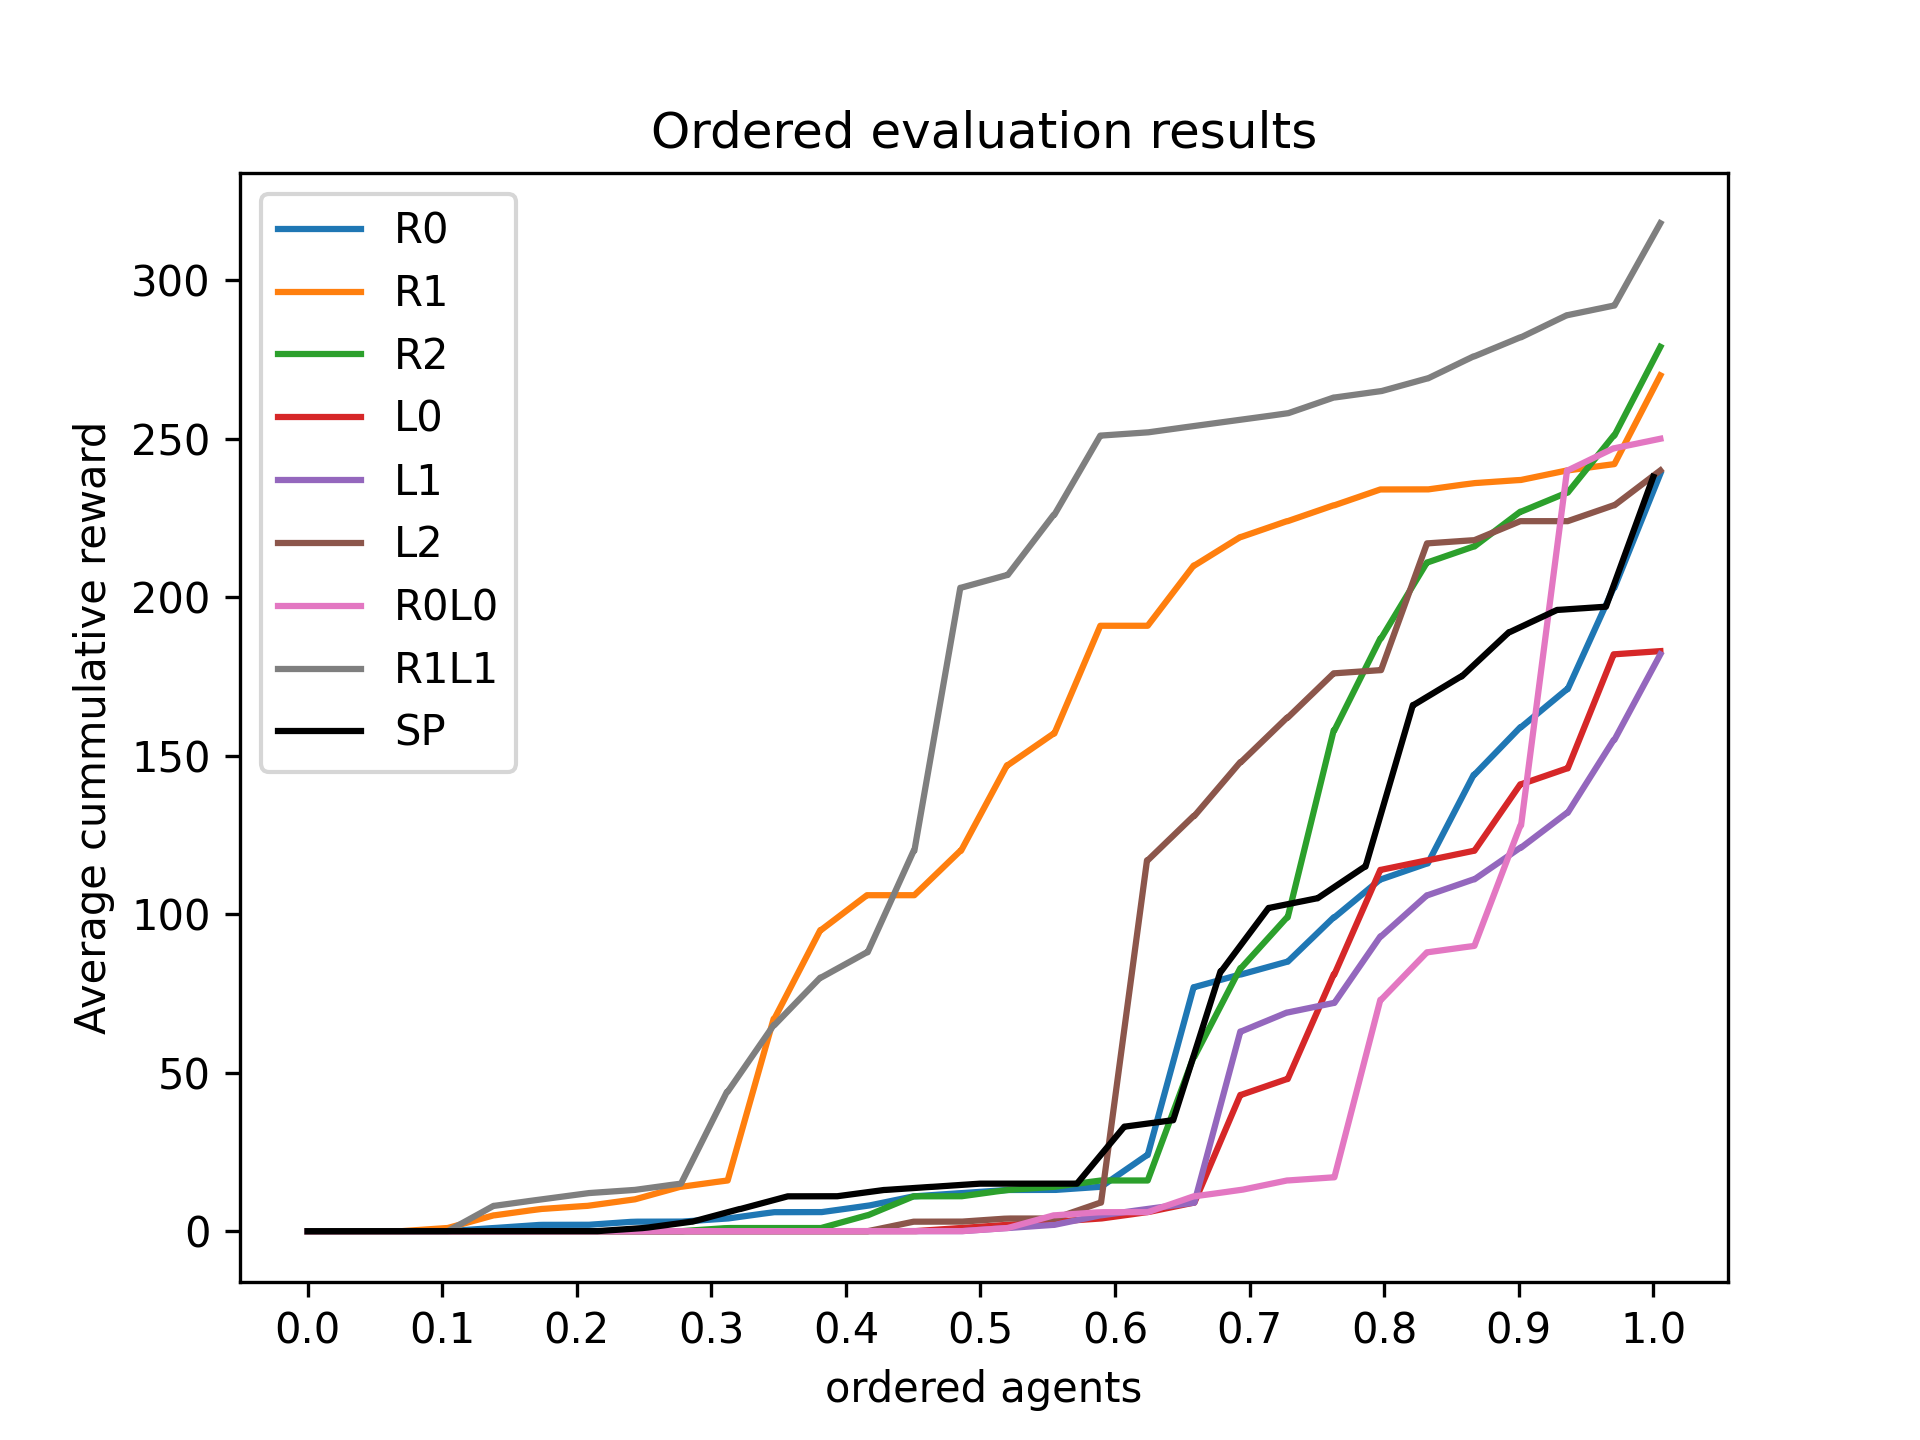 Ordered evaluation results
R0
R1
R2
L0
L1
L2
R0L0
R1L1
SP
Average cummulative reward
300
250
200
150
100
50
0
0.0 0.1 0.2 0.3 0.4 0.5 0.6 0.7 0.8 0.9 1.0
ordered agents